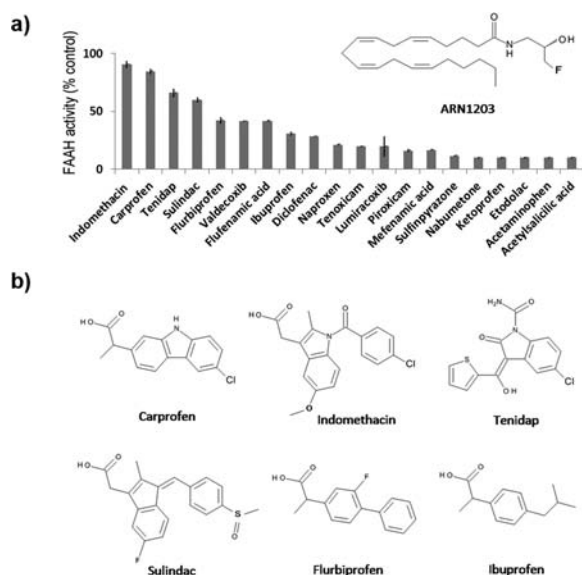 a)
FAAH activity (% control)
100
50
0
O
OH
N
H
F
ARN1203
Indomethacin
Carprofen
Tenidap
Sulindac
Flurbiprofen
Valdecoxib
Flufenamic acid
Ibuprofen
Diclofenac
Naproxen
Tenoxicam
Lumiracoxib
Piroxicam
Mefenamic acid
Sulfinpyrazone
Nabumetone
Ketoprofen
Etodolac
Acetaminophen
Acetylsalicilic acid
b)
HO
O
H
N
Cl
Carprofen
HO
O
N
O
Cl
O
Indomethacin
H₂N
O
O
N
S
OH
Cl
Tenidap
HO
O
F
S
O
Sulindac
HO
O
F
Flurbiprofen
HO
O
Ibuprofen